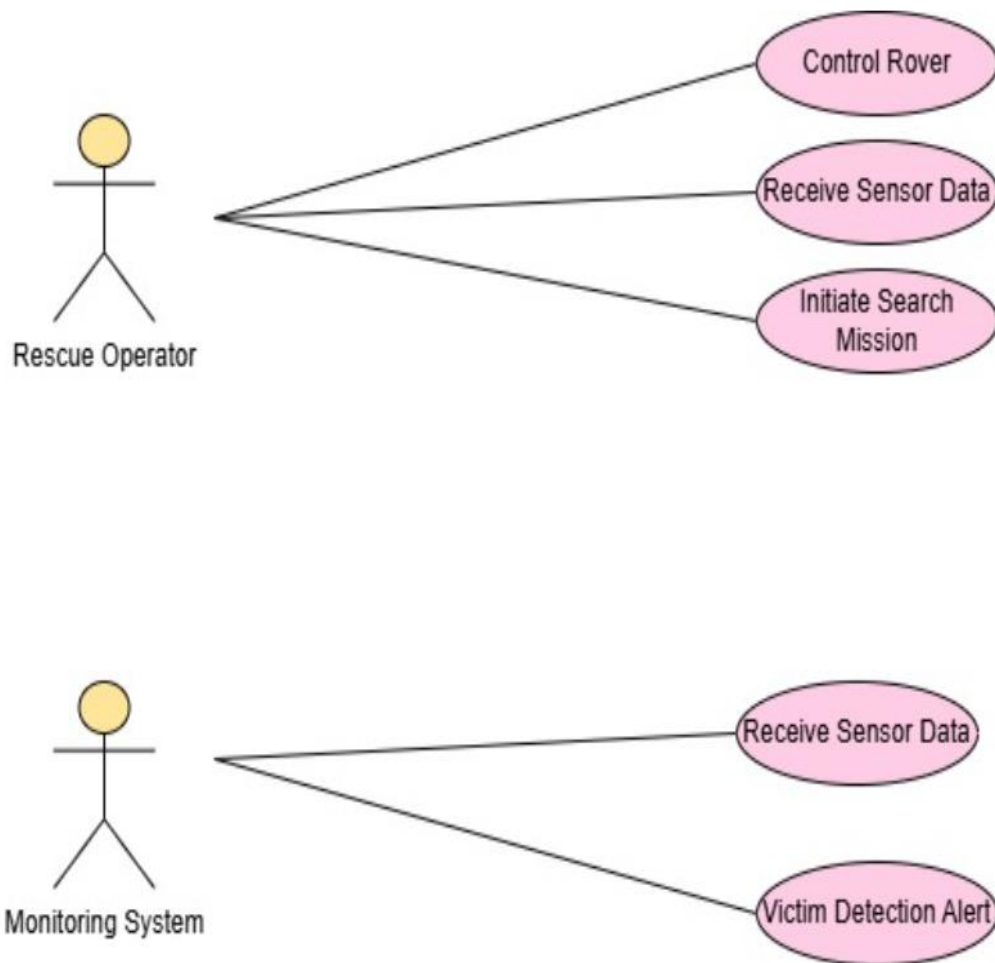 Control Rover
Receive Sensor Data
Initiate Search
Mission
Rescue Operator
Receive Sensor Data
Victim Detection Alert
Monitoring System